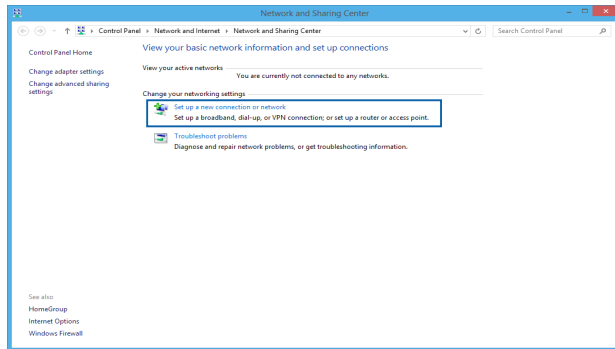 Network and Sharing Center
Control Panel ▸ Network and Internet ▸ Network and Sharing Center
Search Control Panel
Control Panel Home
Change adapter settings
Change advanced sharing
settings
View your basic network information and set up connections
View your active networks
You are currently not connected to any networks.
Change your networking settings
Set up a new connection or network
Set up a broadband, dial-up, or VPN connection; or set up a router or access point.
Troubleshoot problems
Diagnose and repair network problems, or get troubleshooting information.
See also
HomeGroup
Internet Options
Windows Firewall